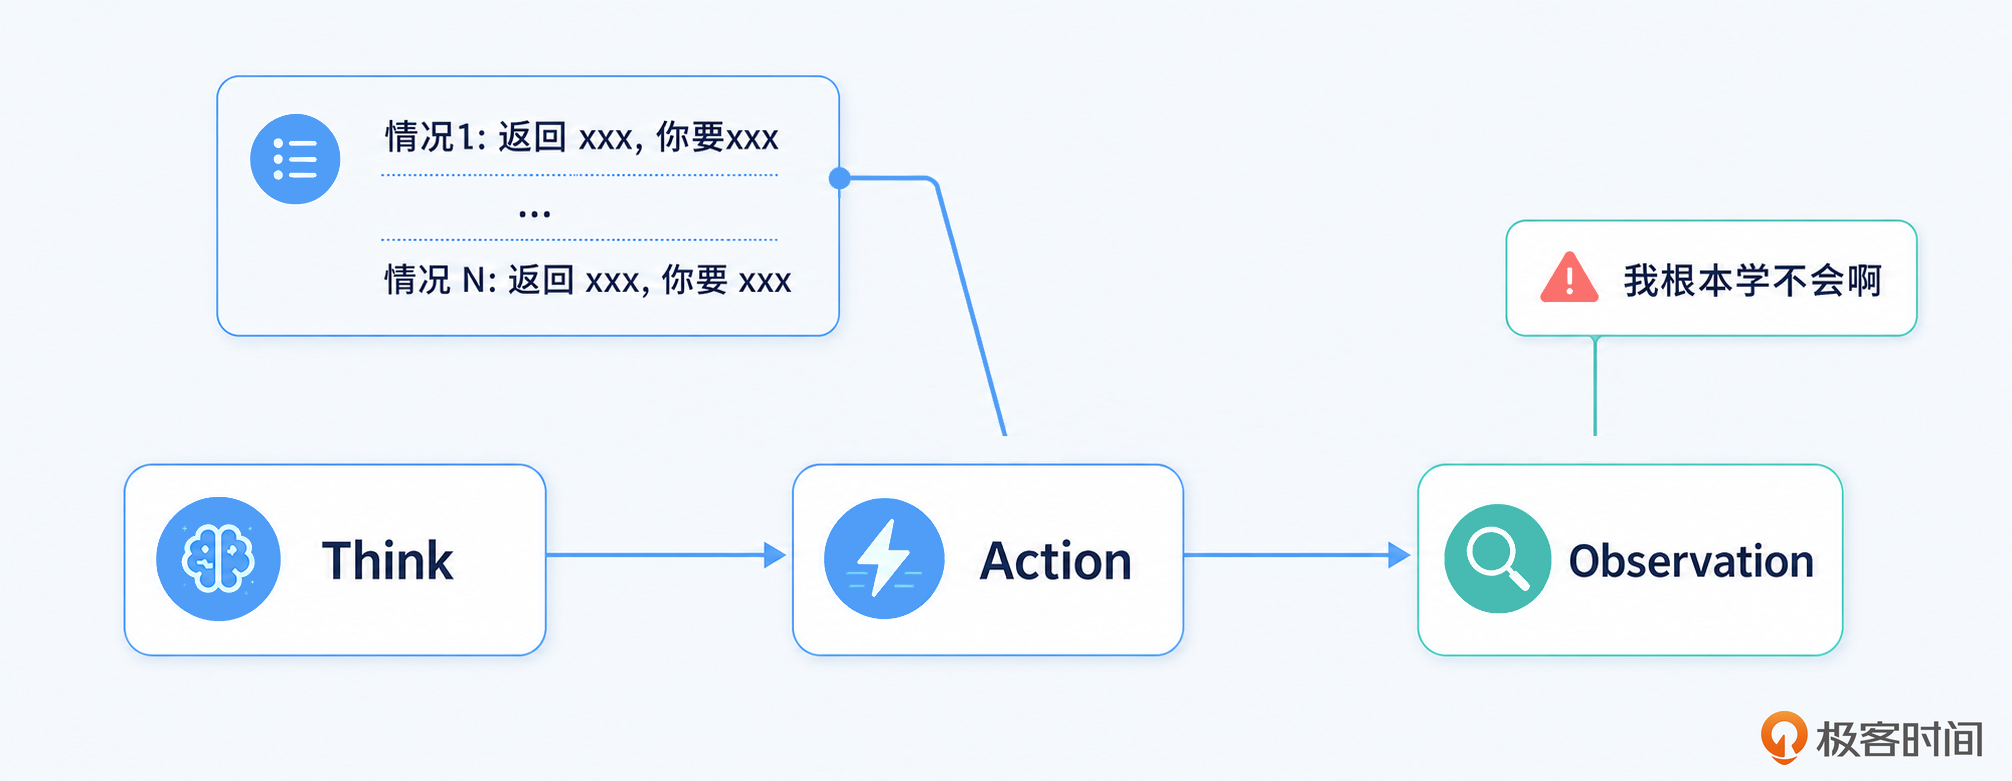 情况1: 返回 xxx, 你要xxx
...
情况 N: 返回 xxx, 你要 xxx
我根本学不会啊
Think
Action
Observation
极客时间